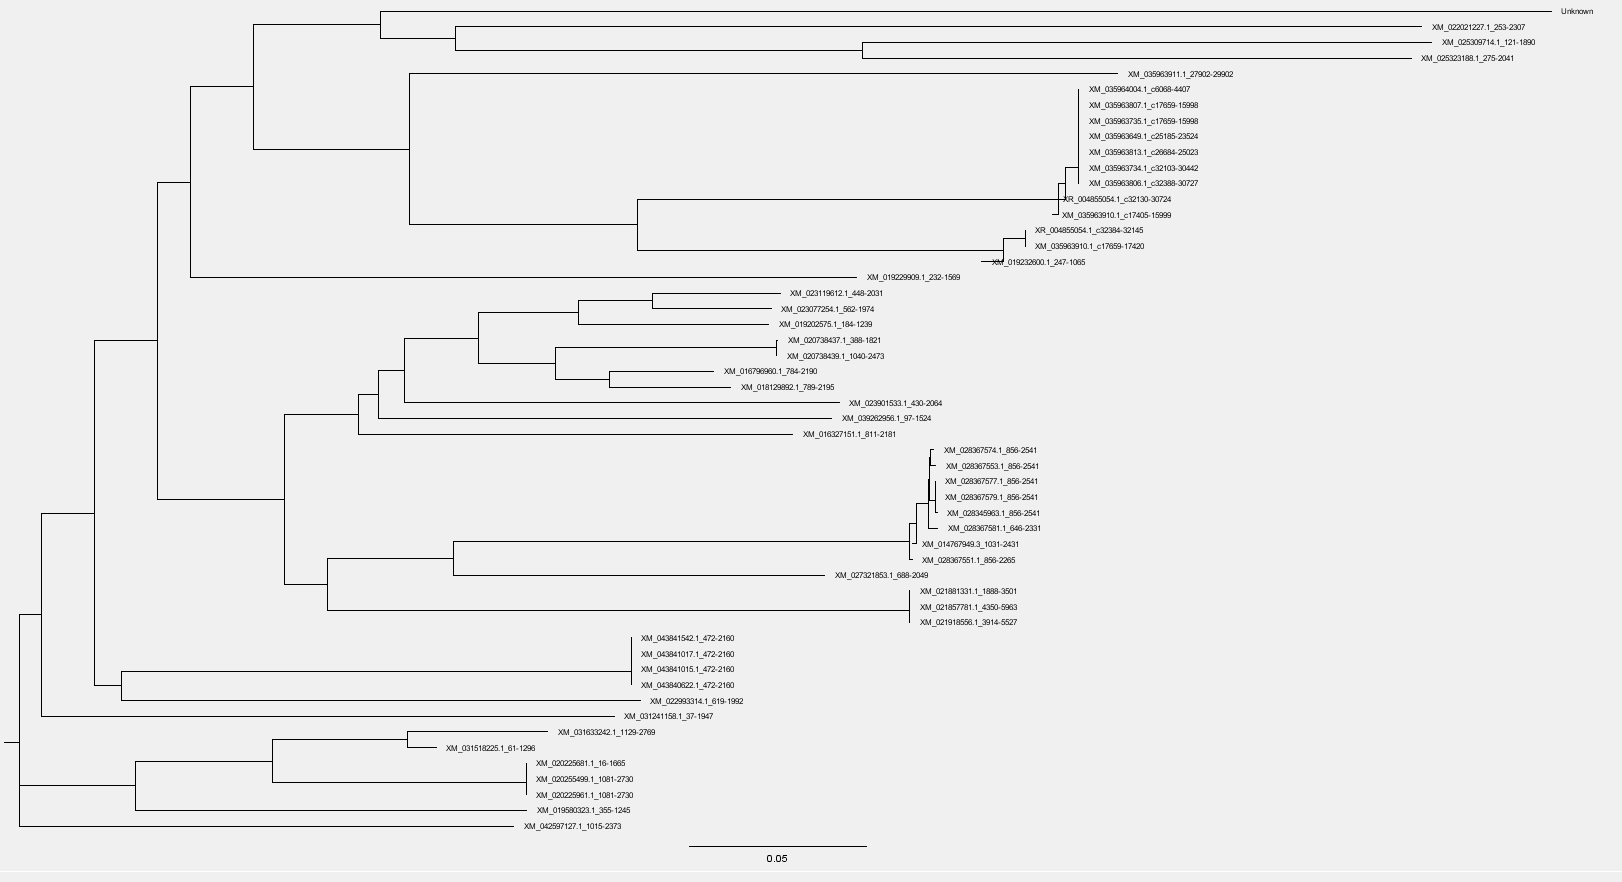 Unknown
XM_022021227.1_253-2307
XM_025309714.1_121-1890
XM_025323188.1_275-2041
XM_035963911.1_27902-29902
XM_035964004.1_c6068-4407
XM_035963807.1_c17659-15998
XM_035963735.1_c17659-15998
XM_035963649.1_c25185-23524
XM_035963813.1_c26684-25023
XM_035963734.1_c32103-30442
XM_035963806.1_c32388-30727
XR_004855054.1_c32130-30724
XM_035963910.1_c17405-15999
XR_004855054.1_c32384-32145
XM_035963910.1_c17659-17420
XM_019232600.1_247-1065
XM_019229909.1_232-1569
XM_023119612.1_448-2031
XM_023077254.1_562-1974
XM_019202575.1_184-1239
XM_020738437.1_388-1821
XM_020738439.1_1040-2473
XM_016796960.1_784-2190
XM_018129892.1_789-2195
XM_023901533.1_430-2064
XM_039262956.1_97-1524
XM_016327151.1_811-2181
XM_028367574.1_856-2541
XM_028367553.1_856-2541
XM_028367577.1_856-2541
XM_028367579.1_856-2541
XM_028345963.1_856-2541
XM_028367581.1_646-2331
XM_014767949.3_1031-2431
XM_028367551.1_856-2265
XM_027321853.1_688-2049
XM_021881331.1_1888-3501
XM_021857781.1_4350-5963
XM_021918556.1_3914-5527
XM_043841542.1_472-2160
XM_043841017.1_472-2160
XM_043841015.1_472-2160
XM_043840622.1_472-2160
XM_022993314.1_619-1992
XM_031241158.1_37-1947
XM_031633242.1_1129-2769
XM_031518225.1_61-1296
XM_020225681.1_16-1665
XM_020255499.1_1081-2730
XM_020225961.1_1081-2730
XM_019580323.1_355-1245
XM_042597127.1_1015-2373
0.05